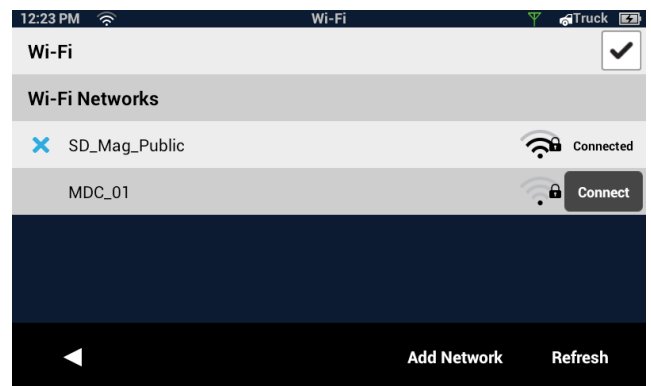 12:23 PM Wi-Fi Truck
Wi-Fi
Wi-Fi Networks
SD_Mag_Public Connected
MDC_01 Connect
Add Network Refresh